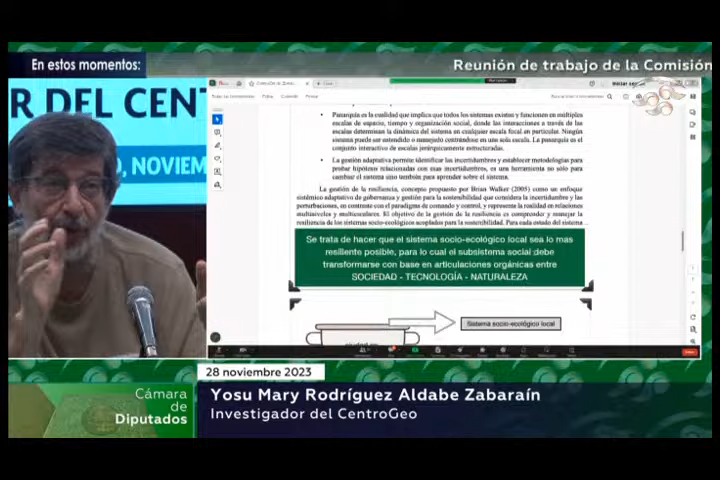 En estos momentos:
Reunión de trabajo de la Comisión
R DEL CENT
O, NOVIEM
Panarquía es la cualidad que implica que todos los sistemas existen y funcionen en múltiples
escalas de espacio, tiempo y organización social, donde las interacciones a través de las
escalas determinan la dinámica del sistema en cualquier escala focal en particular. Ningún
sistema puede ser entendido o manejado centrándose en una sola escala. La panarquía es el
conjunto interactivo de escalas jerárquicamente estructuradas.
La gestión adaptativa permite identificar las incertidumbres y establecer metodologías para
probar hipótesis relacionadas con esas incertidumbres, es una herramienta no sólo para
cambiar el sistema sino también para aprender sobre el sistema.
La gestión de la resiliencia, concepto propuesto por Brian Walker (2005) como un enfoque
sistémico adaptativo de gobernanza y gestión para la sostenibilidad que considera la incertidumbre y
las perturbaciones, en contraste con el paradigma de comando y control, y representa la realidad en relaciones
multiniveles y multiescalares. El objetivo de la gestión de la resiliencia es comprender y manejar la
resiliencia de los sistemas socioecológicos acoplados para la sostenibilidad. Para cada estado del sistema
Se trata de hacer que el sistema socio-ecológico local sea lo mas
resiliente posible, para lo cual el subsistema social debe
transformarse con base en articulaciones orgánicas entre
SOCIEDAD - TECNOLOGÍA - NATURALEZA
Sistema socio-ecológico local
28 noviembre 2023
Cámara
de
Diputados
Yosu Mary Rodríguez Aldabe Zabaraín
Investigador del CentroGeo